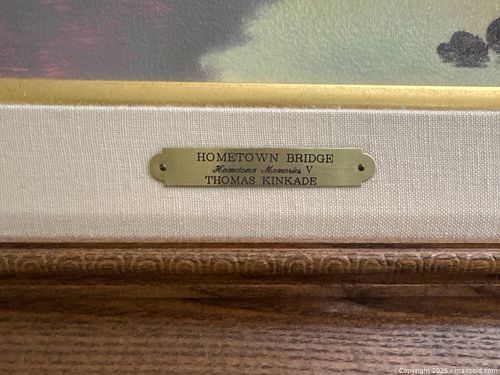 HOMETOWN BRIDGE
Hometown Memories V
THOMAS KINKADE
Copyright 2025 • maxsold.com